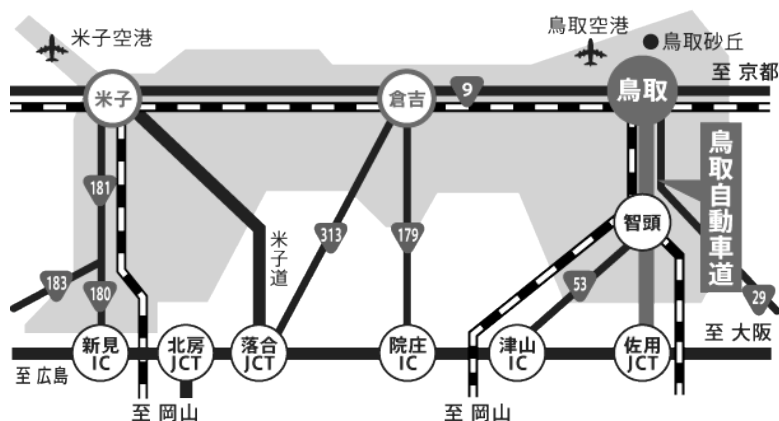 米子空港
鳥取空港
鳥取砂丘
至 京都
米子
倉吉
9
鳥取
鳥取自動車道
181
米子道
313
179
智頭
183
180
53
29
至 大阪
新見
IC
北房
JCT
落合
JCT
院庄
IC
津山
IC
佐用
JCT
至 広島
至 岡山
至 岡山